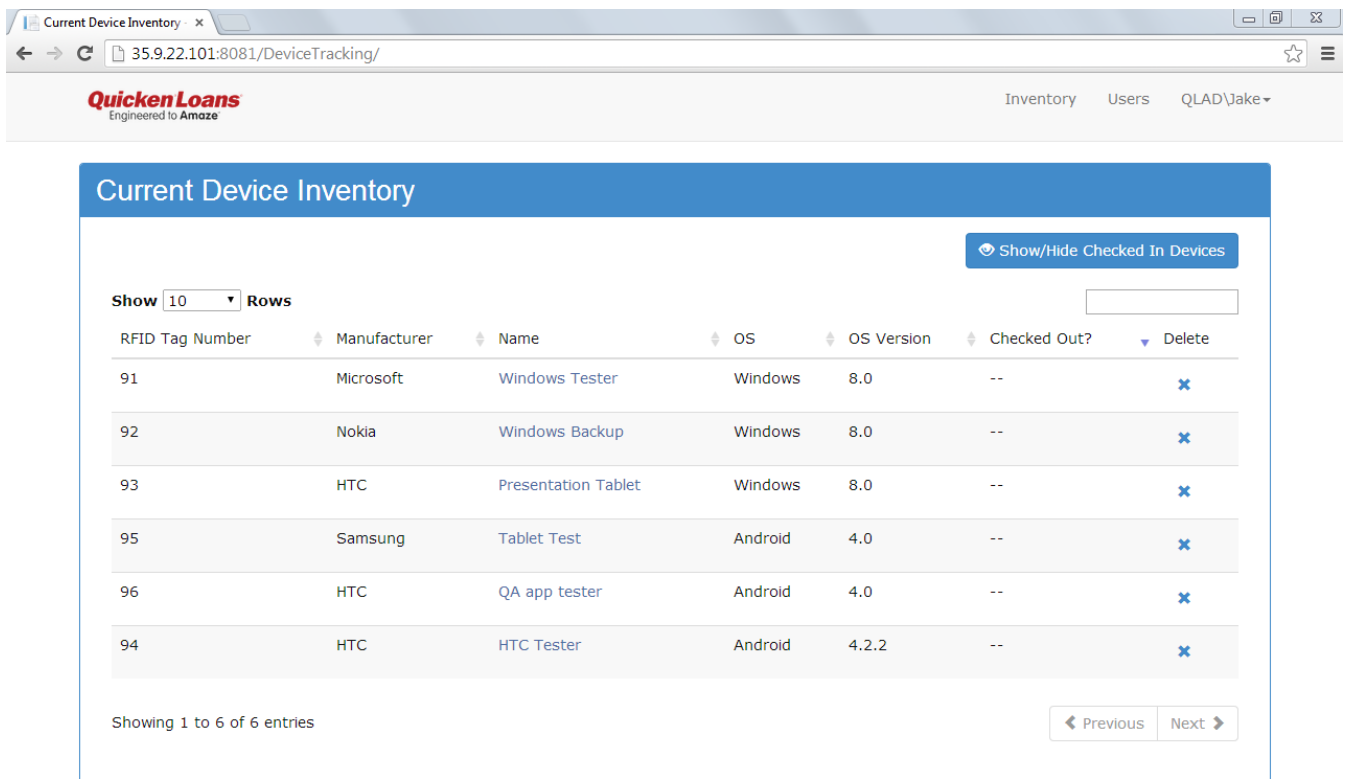 Current Device Inventory -
35.9.22.101:8081/DeviceTracking/
Quicken Loans
Engineered to Amaze
Inventory Users QLAD\Jake
Current Device Inventory
Show/Hide Checked In Devices
Show 10 Rows
RFID Tag Number Manufacturer Name OS OS Version Checked Out? Delete
91 Microsoft Windows Tester Windows 8.0 --
92 Nokia Windows Backup Windows 8.0 --
93 HTC Presentation Tablet Windows 8.0 --
95 Samsung Tablet Test Android 4.0 --
96 HTC QA app tester Android 4.0 --
94 HTC HTC Tester Android 4.2.2 --
Showing 1 to 6 of 6 entries
Previous Next